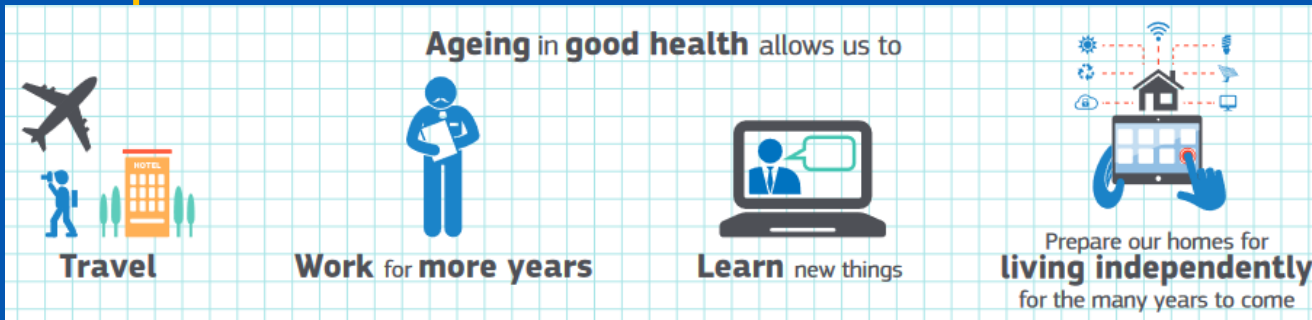 Ageing in good health allows us to
HOTEL
Travel
Work for more years
Learn new things
Prepare our homes for
living independently
for the many years to come